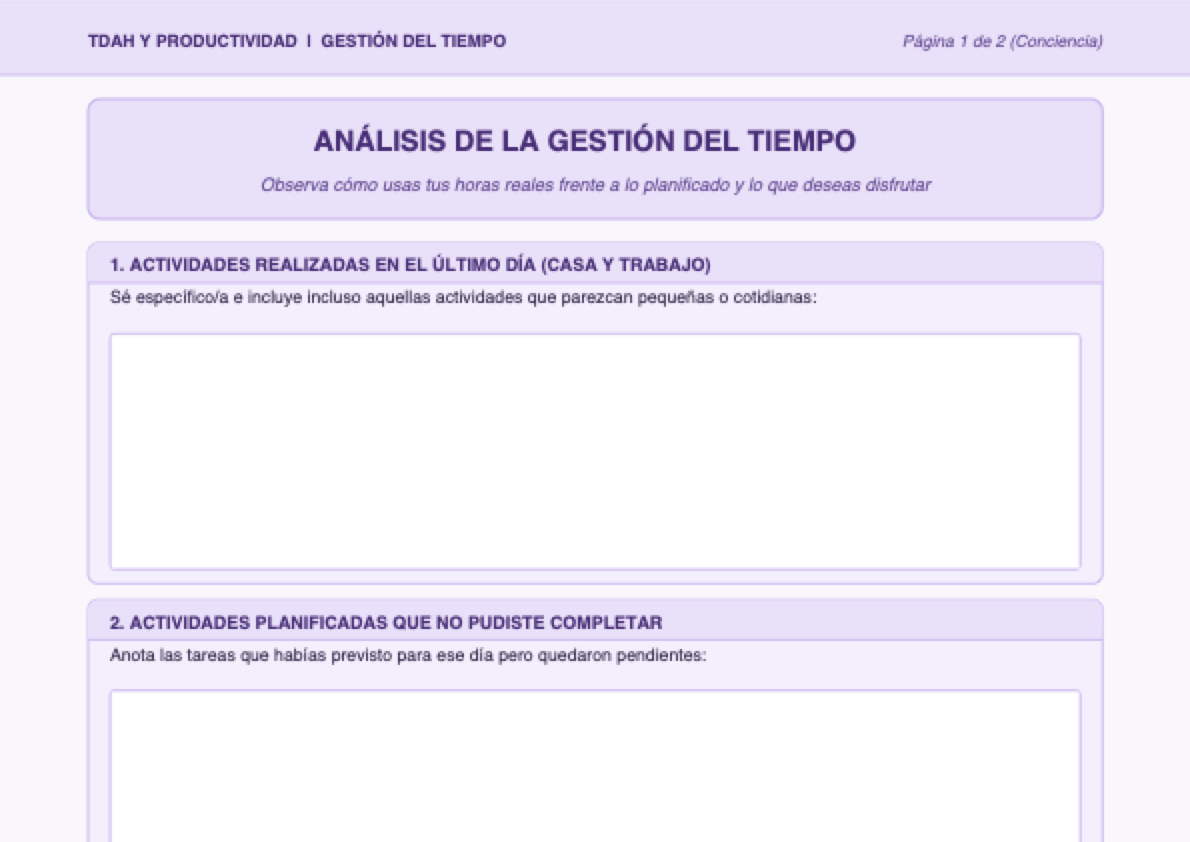 TDAH Y PRODUCTIVIDAD | GESTIÓN DEL TIEMPO
Página 1 de 2 (Conciencia)
ANÁLISIS DE LA GESTIÓN DEL TIEMPO
Observa cómo usas tus horas reales frente a lo planificado y lo que deseas disfrutar
1. ACTIVIDADES REALIZADAS EN EL ÚLTIMO DÍA (CASA Y TRABAJO)
Sé específico/a e incluye incluso aquellas actividades que parezcan pequeñas o cotidianas:
2. ACTIVIDADES PLANIFICADAS QUE NO PUDISTE COMPLETAR
Anota las tareas que habías previsto para ese día pero quedaron pendientes: